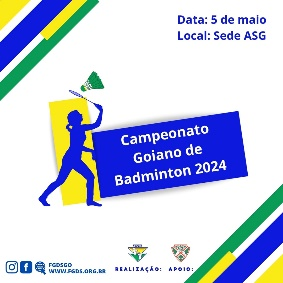 Data: 5 de maio
Local: Sede ASG
Campeonato
Goiano de
Badminton 2024
FGDSGO
WWW.FGDS.ORG.BR
REALIZAÇÃO:
APOIO: